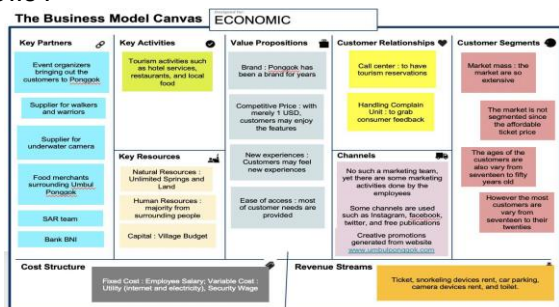 The Business Model Canvas
Designed for:
ECONOMIC
Key Partners
Event organizers
bringing out the
customers to Ponggok
Supplier for walkers
and warriors
Supplier for
underwater camera
Food merchants
surrounding Umbul
Ponggok
SAR team
Bank BNI
Key Activities
Tourism activities such
as hotel services,
restaurants, and local
food
Key Resources
Natural Resources :
Unlimited Springs and
Land
Human Resources :
majority from
surrounding people
Capital : Village Budget
Value Propositions
Brand : Ponggok has
been a brand for years
Competitive Price : with
merely 1 USD,
customers may enjoy
the features
New experiences :
Customers may feel
new experiences
Ease of access : most
of customer needs are
provided
Customer Relationships
Call center : to have
tourism reservations
Handling Complain
Unit : to grab
consumer feedback
Channels
No such a marketing team,
yet there are some marketing
activities done by the
employees
Some channels are used
such as Instagram, facebook,
twitter, and free publications
Creative promotions
generated from website
www.umbulponggok.com
Customer Segments
Market mass : the
market are so
extensive
The market is not
segmented since
the affordable
ticket price
The ages of the
customers are
also vary from
seventeen to fifty
years old
However the most
customers are
vary from
seventeen to their
twenties
Cost Structure
Fixed Cost : Employee Salary; Variable Cost :
Utility (internet and electricity), Security Wage
Revenue Streams
Ticket, snorkeling devices rent, car parking,
camera devices rent, and toilet.